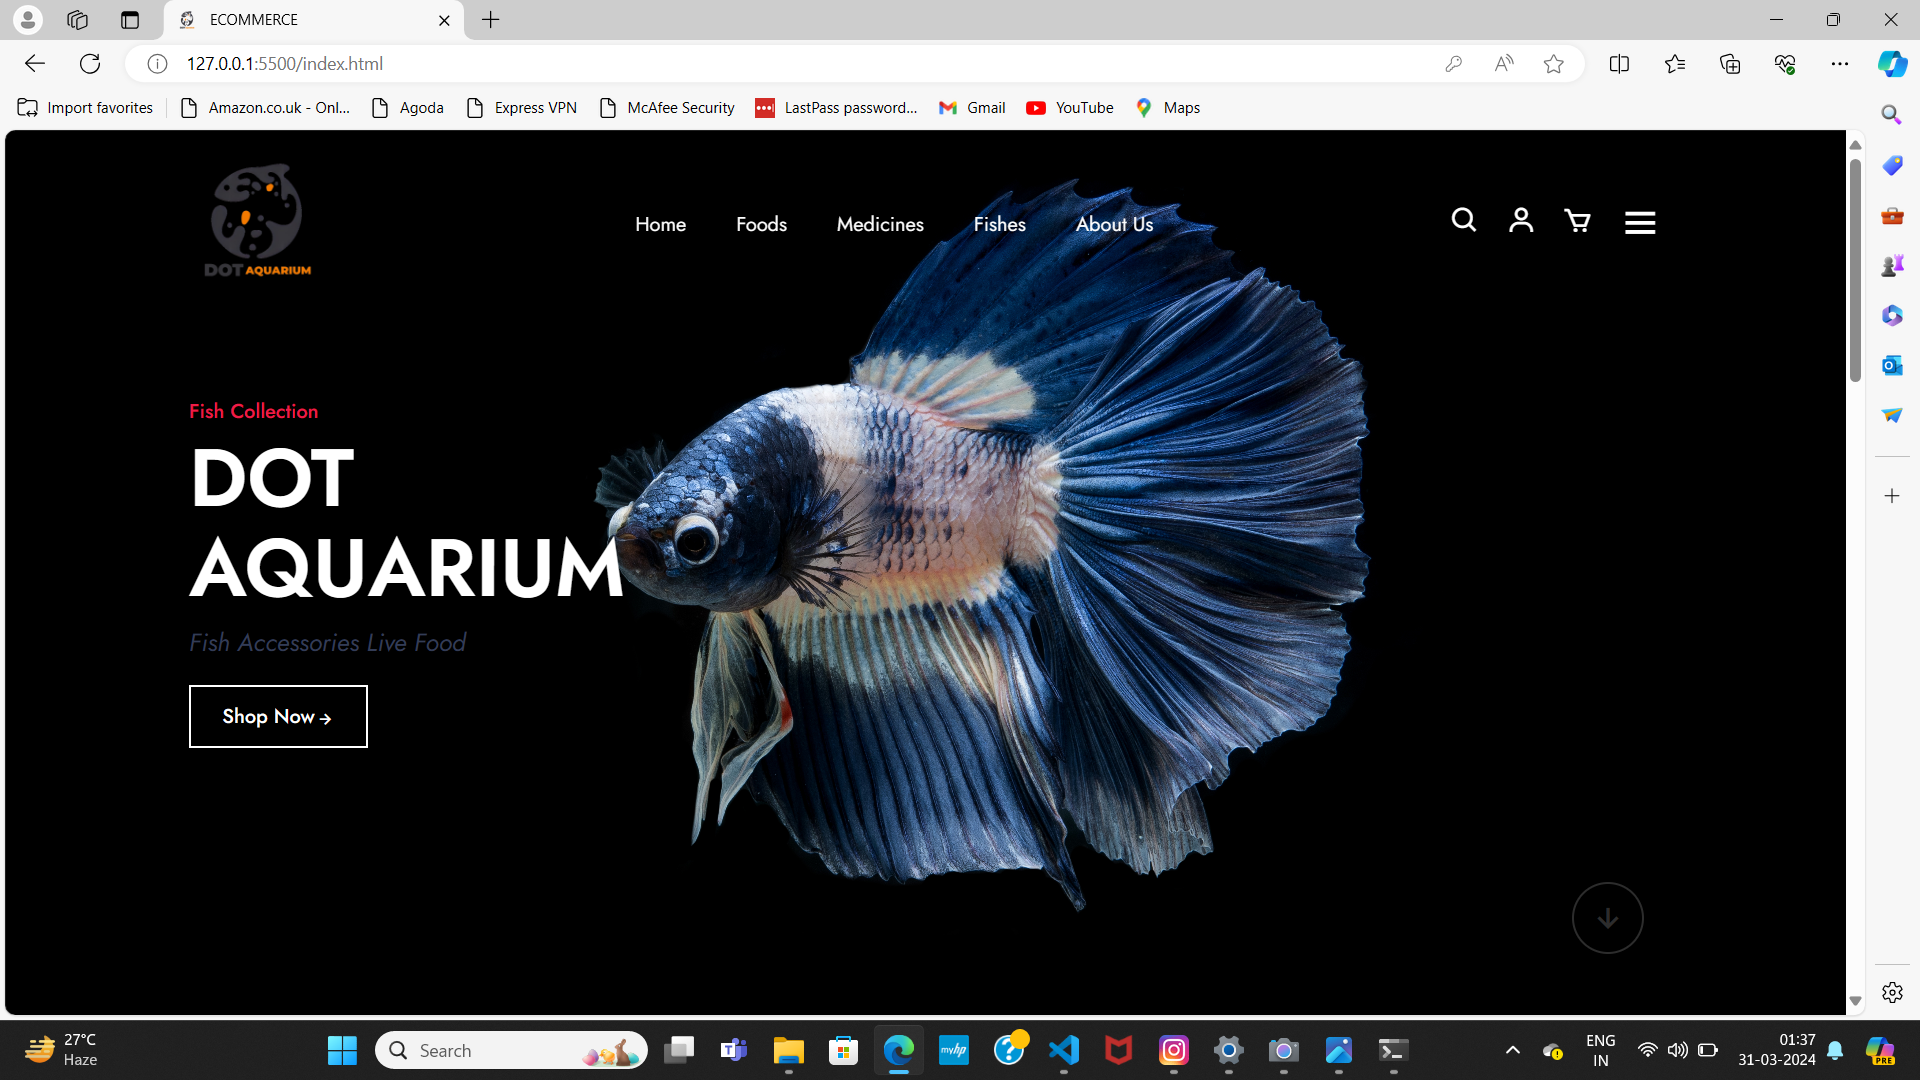 ECOMMERCE
127.0.0.1:5500/index.html
Import favorites
Amazon.co.uk - Onl...
Agoda
Express VPN
McAfee Security
LastPass password...
Gmail
YouTube
Maps
DOT AQUARIUM
Home
Foods
Medicines
Fishes
About Us
Fish Collection
DOT
AQUARIUM
Fish Accessories Live Food
Shop Now
27°C
Haze
Search
myhp
ENG
IN
01:37
31-03-2024
PRE